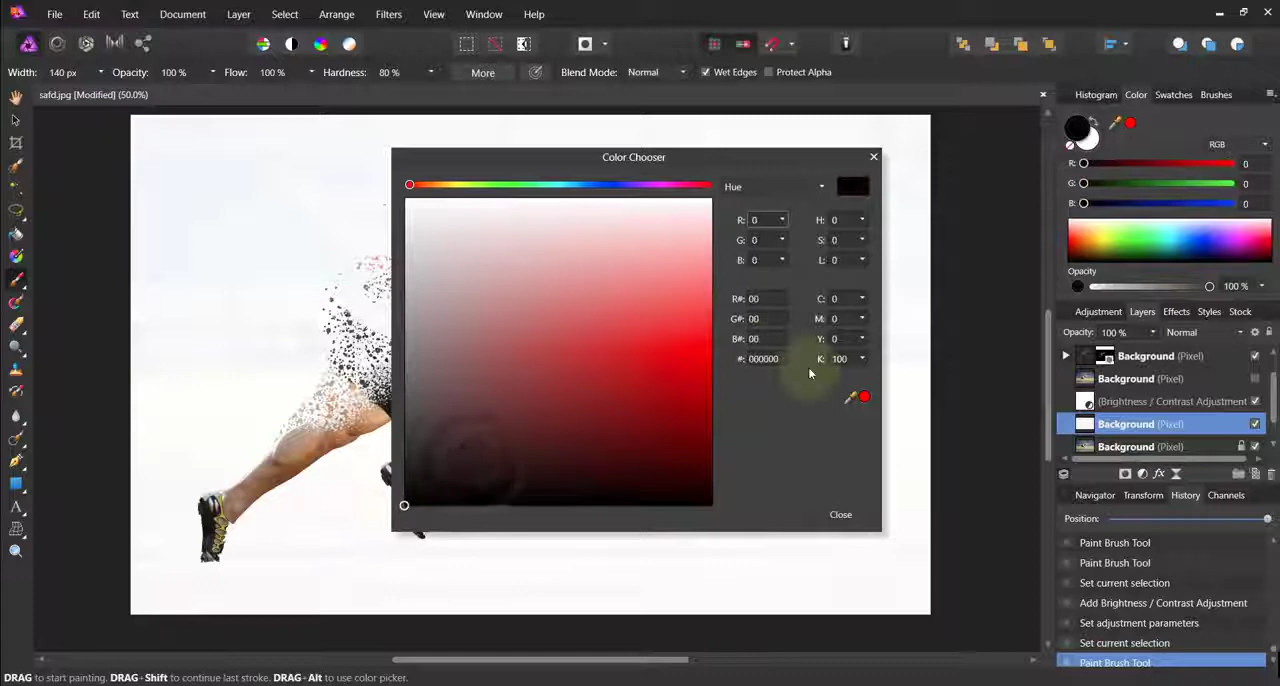 File Edit Text Document Layer Select Arrange Filters View Window Help
Width: 140 px Opacity: 100 % Flow: 100 % Hardness: 80 % More Blend Mode: Normal Wet Edges Protect Alpha
safd.jpg [Modified] (50.0%)
Histogram Color Swatches Brushes
RGB
R: 0
G: 0
B: 0
Opacity
100 %
Adjustment Layers Effects Styles Stock
Opacity: 100 % Normal
Background (Pixel)
Background (Pixel)
(Brightness / Contrast Adjustment
Background (Pixel)
Background (Pixel)
Navigator Transform History Channels
Position:
Paint Brush Tool
Paint Brush Tool
Set current selection
Add Brightness / Contrast Adjustment
Set adjustment parameters
Set current selection
Paint Brush Tool
Color Chooser
Hue
R: 0 H: 0
G: 0 S: 0
B: 0 L: 0
R#: 00 C: 0
G#: 00 M: 0
B#: 00 Y: 0
#: 000000 K: 100
Close
DRAG to start painting. DRAG+Shift to continue last stroke. DRAG+Alt to use color picker.